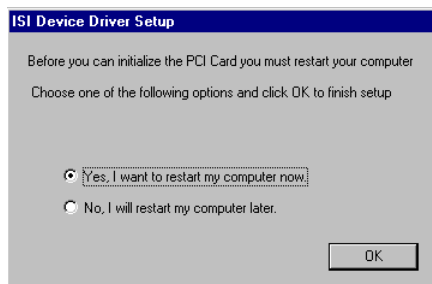 ISI Device Driver Setup
Before you can initialize the PCI Card you must restart your computer
Choose one of the following options and click OK to finish setup
Yes, I want to restart my computer now.
No, I will restart my computer later.
OK